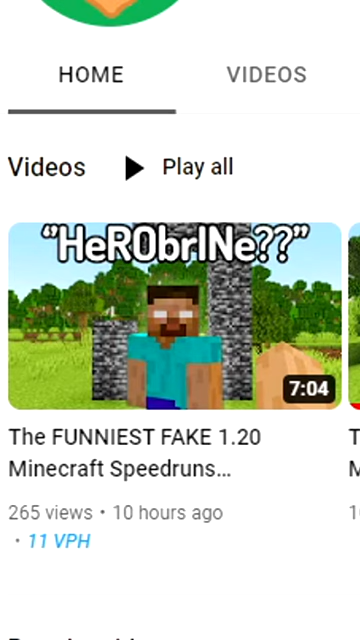 HOME VIDEOS
Videos Play all
"HeR0brINe??"
7:04
The FUNNIEST FAKE 1.20
Minecraft Speedruns...
265 views • 10 hours ago
• 11 VPH